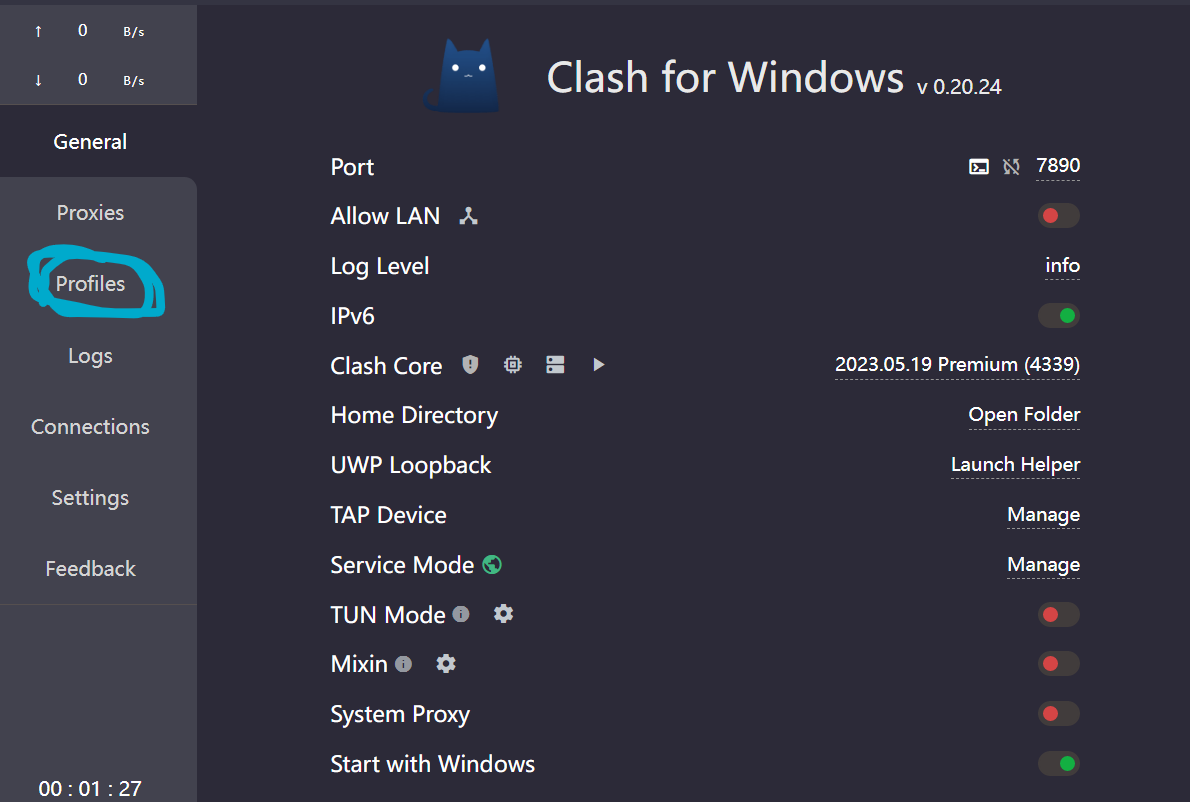 ↑ 0 B/s
↓ 0 B/s
General
Proxies
Profiles
Logs
Connections
Settings
Feedback
00 : 01 : 27
Clash for Windows v 0.20.24
Port 7890
Allow LAN
Log Level info
IPv6
Clash Core 2023.05.19 Premium (4339)
Home Directory Open Folder
UWP Loopback Launch Helper
TAP Device Manage
Service Mode Manage
TUN Mode
Mixin
System Proxy
Start with Windows